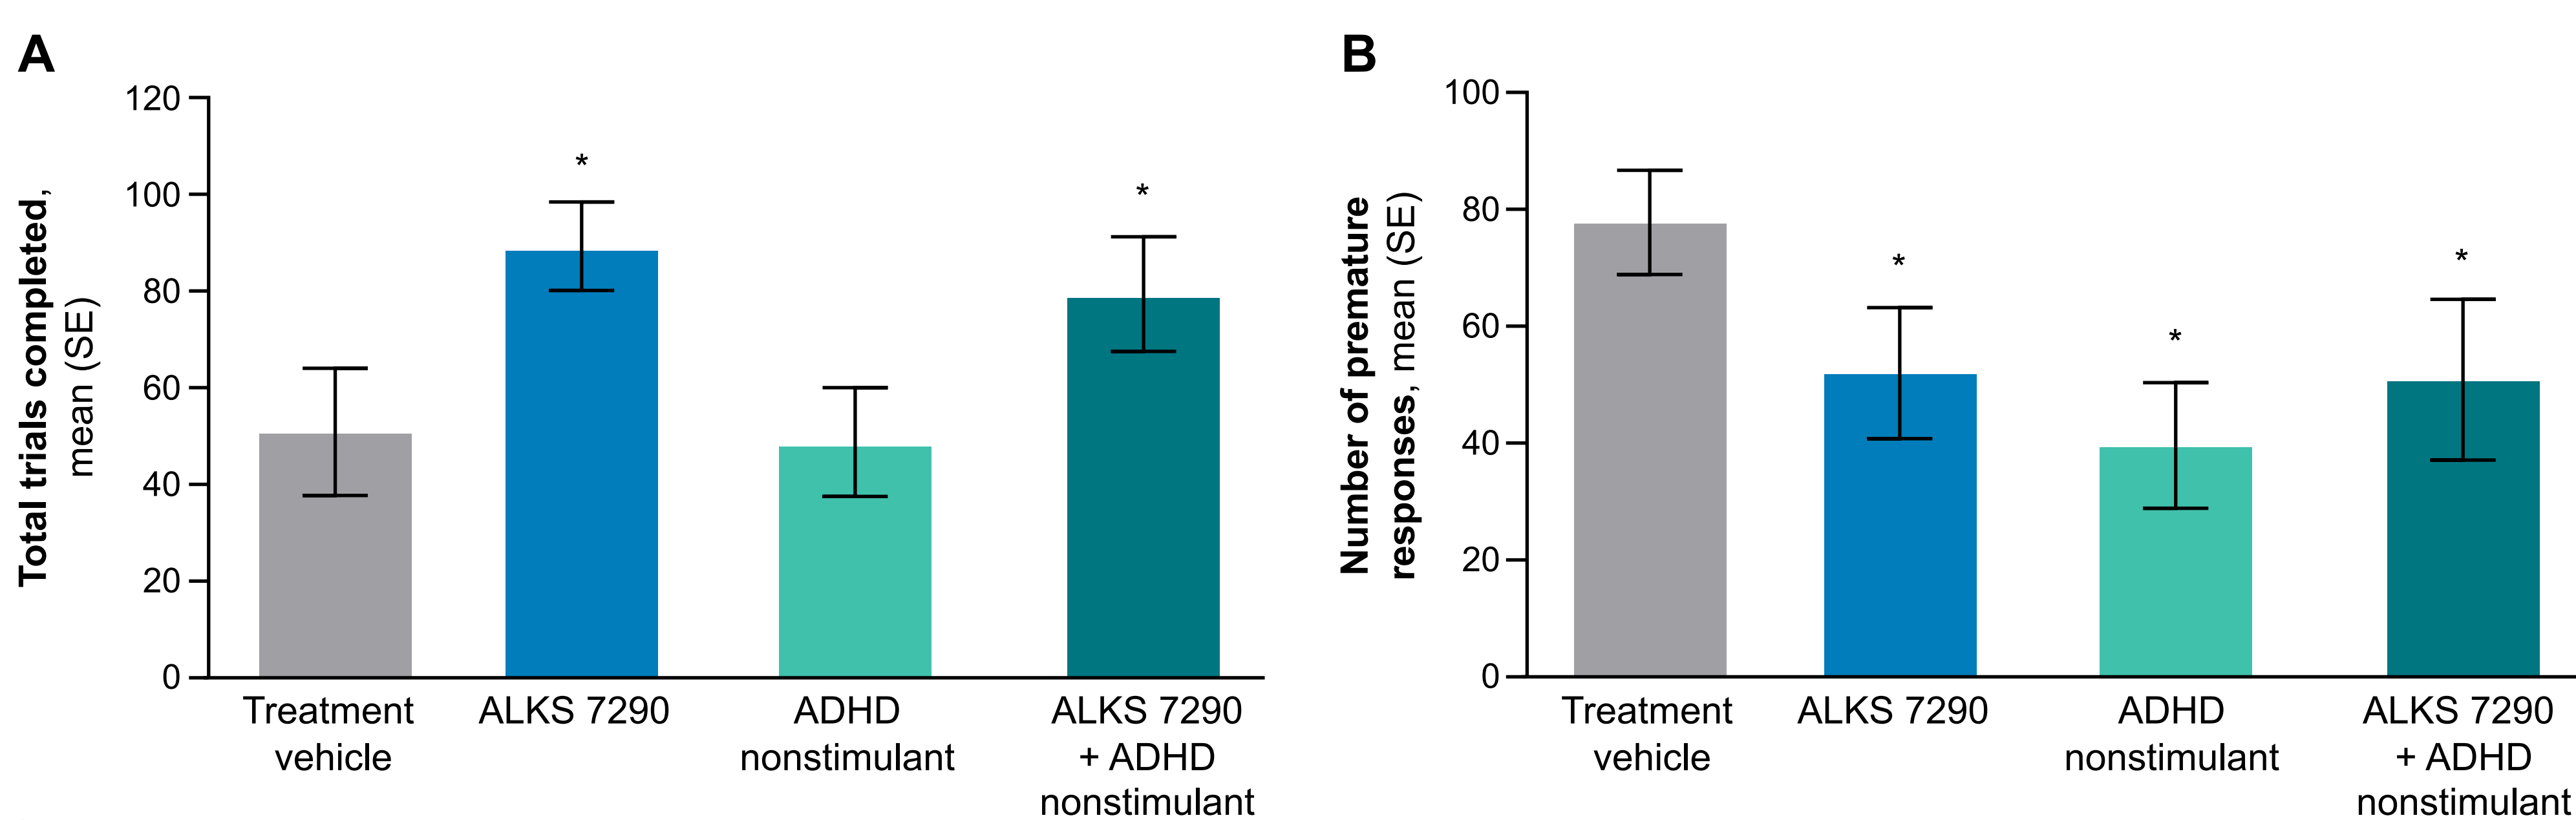 A
Total trials completed,
mean (SE)
120
100
80
60
40
20
0
*
*
Treatment
vehicle
ALKS 7290
ADHD
nonstimulant
ALKS 7290
+ ADHD
nonstimulant
B
Number of premature
responses, mean (SE)
100
80
60
40
20
0
*
*
*
Treatment
vehicle
ALKS 7290
ADHD
nonstimulant
ALKS 7290
+ ADHD
nonstimulant